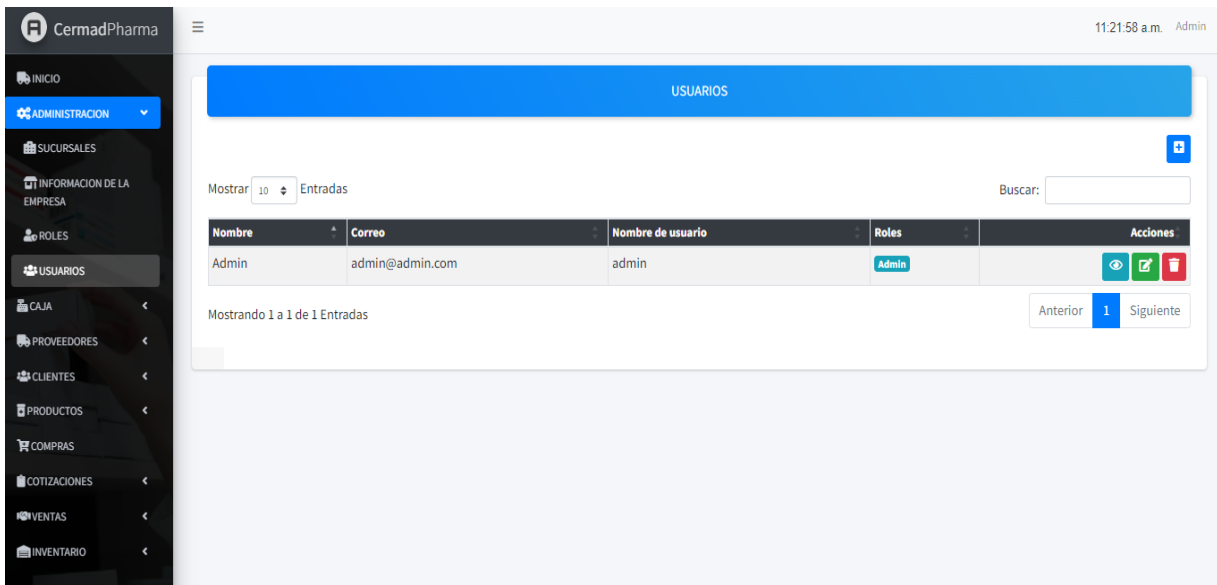 CermadPharma
11:21:58 a.m. Admin
INICIO
ADMINISTRACION
SUCURSALES
INFORMACION DE LA
EMPRESA
ROLES
USUARIOS
CAJA
PROVEEDORES
CLIENTES
PRODUCTOS
COMPRAS
COTIZACIONES
VENTAS
INVENTARIO
USUARIOS
Mostrar 10 Entradas
Buscar:
Nombre Correo Nombre de usuario Roles Acciones
Admin admin@admin.com admin Admin
Mostrando 1 a 1 de 1 Entradas
Anterior 1 Siguiente